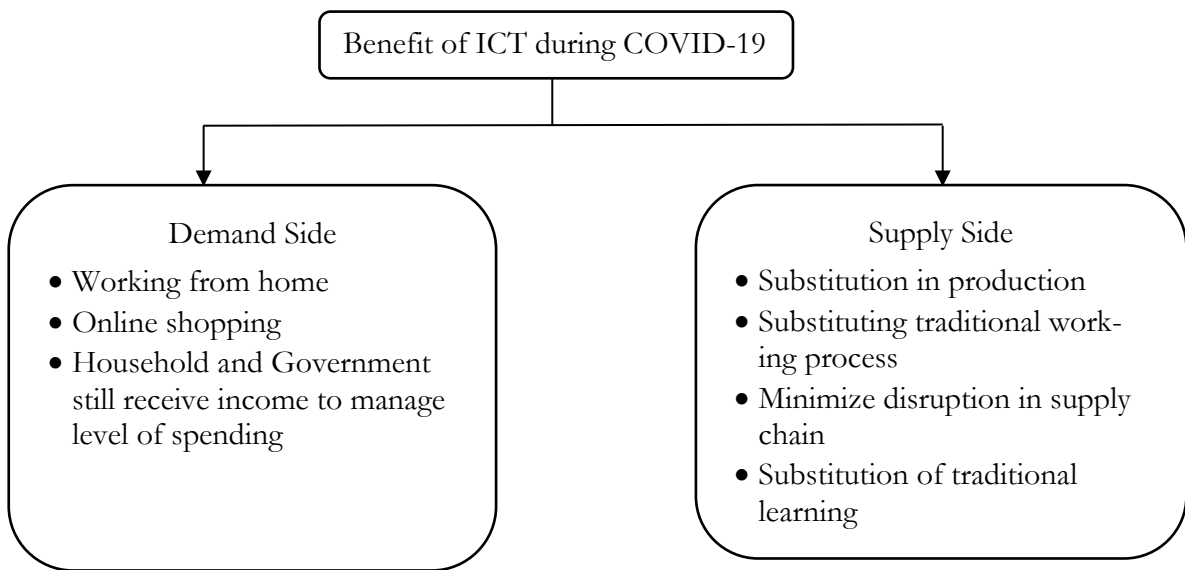 Benefit of ICT during COVID-19
Demand Side
• Working from home
• Online shopping
• Household and Government
still receive income to manage
level of spending
Supply Side
• Substitution in production
• Substituting traditional work-
ing process
• Minimize disruption in supply
chain
• Substitution of traditional
learning